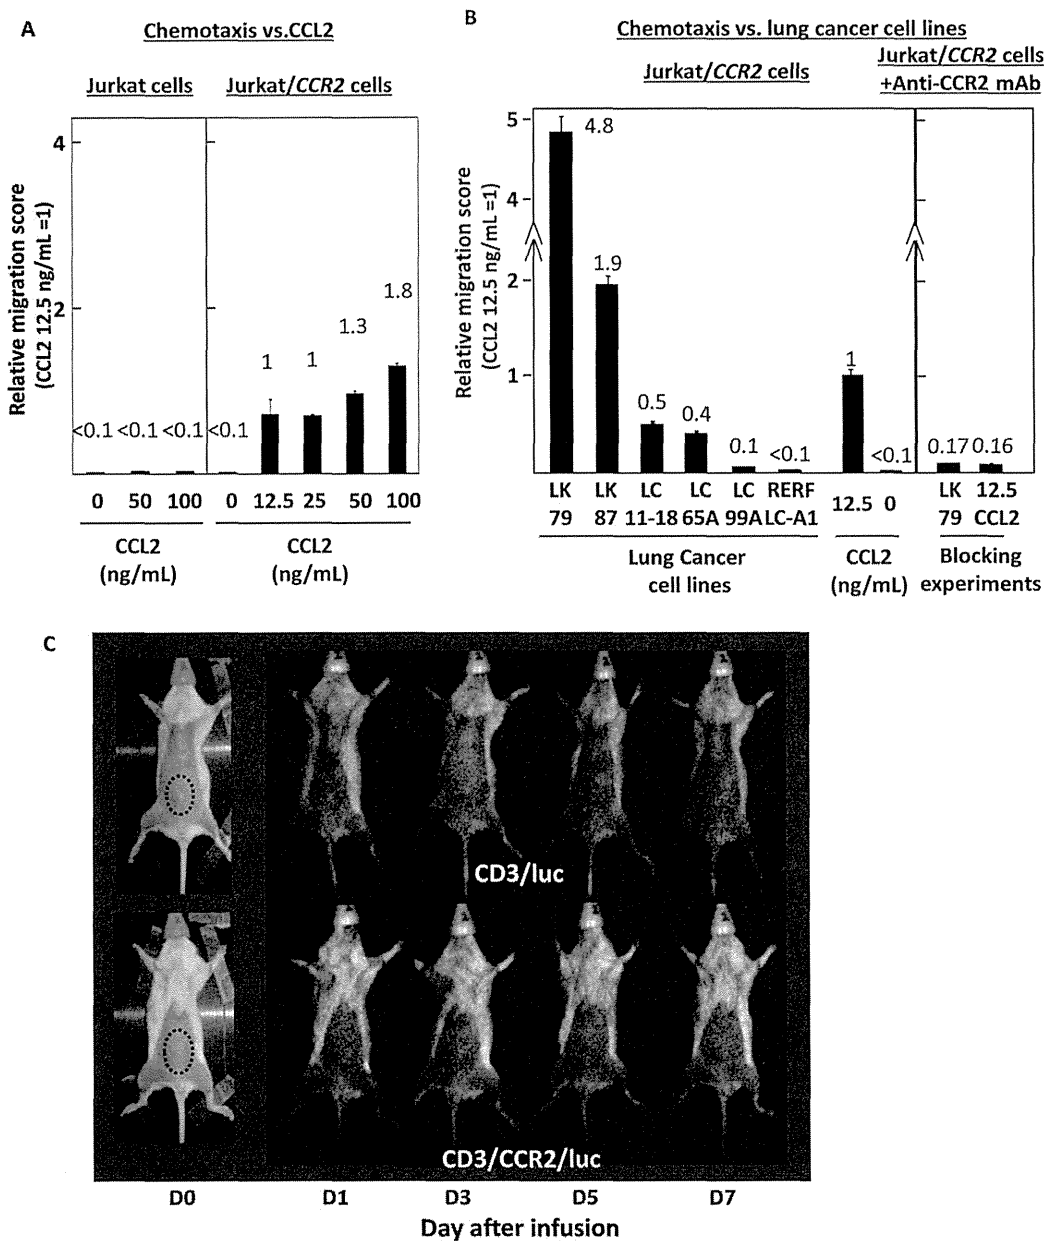 A
Chemotaxis vs.CCL2
Jurkat cells
Jurkat/CCR2 cells
Relative migration score
(CCL2 12.5 ng/mL =1)
4
2
<0.1 <0.1 <0.1
<0.1 1 1 1.3 1.8
0 50 100
0 12.5 25 50 100
CCL2
(ng/mL)
CCL2
(ng/mL)
B
Chemotaxis vs. lung cancer cell lines
Jurkat/CCR2 cells
Jurkat/CCR2 cells
+Anti-CCR2 mAb
Relative migration score
(CCL2 12.5 ng/mL =1)
5
4
2
1
4.8
1.9
0.5
0.4
0.1
<0.1
1
<0.1
0.17 0.16
LK
79
LK
87
LC
11-18
LC
65A
LC
99A
RERF
LC-A1
12.5 0
LK
79
12.5
CCL2
Lung Cancer
cell lines
CCL2
(ng/mL)
Blocking
experiments
C
CD3/luc
CD3/CCR2/luc
D0 D1 D3 D5 D7
Day after infusion